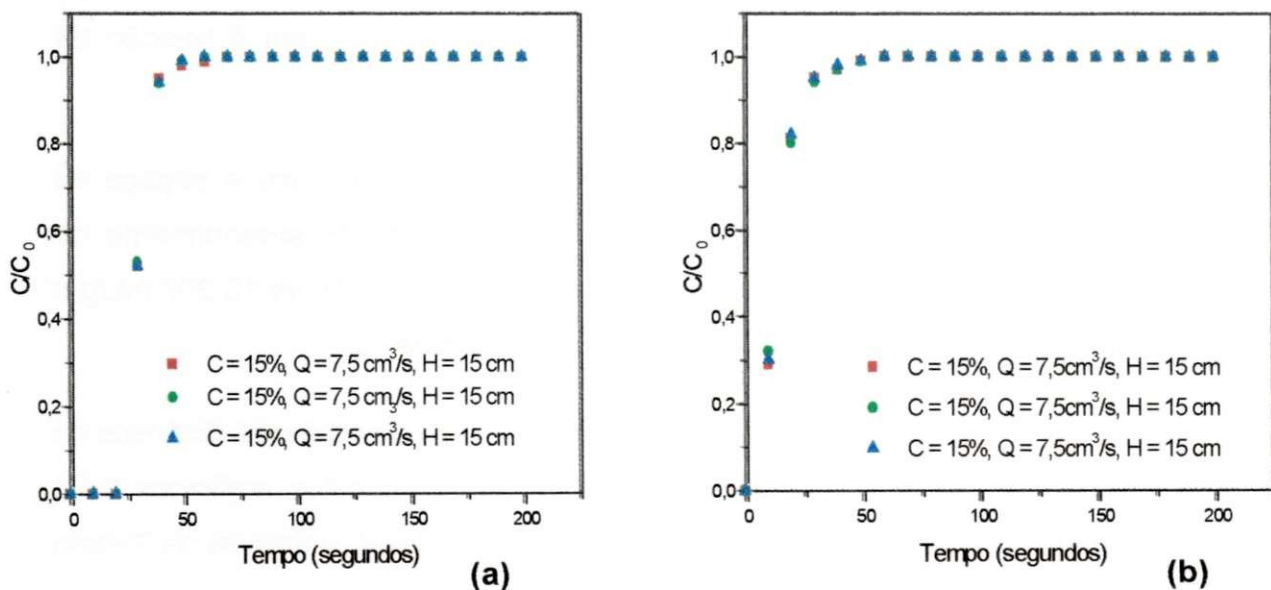 C/C0
1,0
0,8
0,6
0,4
0,2
0,0
C = 15%, Q = 7,5 cm³/s, H = 15 cm
C = 15%, Q = 7,5 cm/s, H = 15 cm
C = 15%, Q = 7,5 cm³/s, H = 15 cm
0 50 100 150 200
Tempo (segundos)
(a)
C/C0
1,0
0,8
0,6
0,4
0,2
0,0
C = 15%, Q = 7,5cm³/s, H = 15 cm
C = 15%, Q = 7,5cm³/s, H = 15 cm
C = 15%, Q = 7,5cm³/s, H = 15 cm
0 50 100 150 200
Tempo (segundos)
(b)